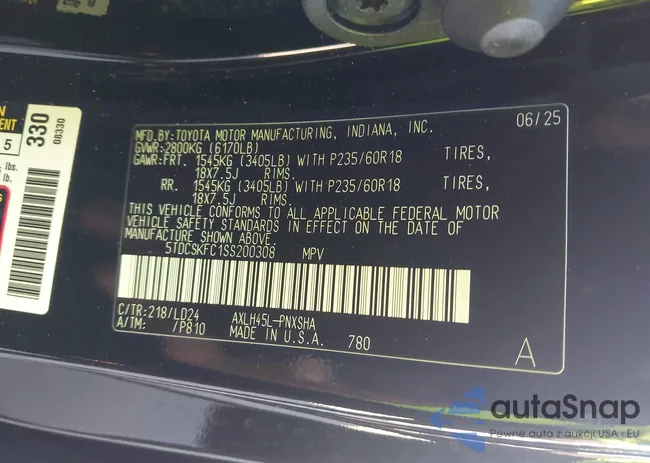 N
ENT
5
lbs.
lb.
330
08330
MFD.BY:TOYOTA MOTOR MANUFACTURING, INDIANA, INC. 06/25
GVWR:2800KG (6170LB)
GAWR:FRT. 1545KG (3405LB) WITH P235/60R18 TIRES,
18X7.5J RIMS.
RR. 1545KG (3405LB) WITH P235/60R18 TIRES,
18X7.5J RIMS.
THIS VEHICLE CONFORMS TO ALL APPLICABLE FEDERAL MOTOR
VEHICLE SAFETY STANDARDS IN EFFECT ON THE DATE OF
MANUFACTURE SHOWN ABOVE.
5TDCSKFC1SS200308 MPV
C/TR:218/LD24 AXLH45L-PNXSHA
A/TM: /P810 MADE IN U.S.A. 780 A
autaSnap
Pewne auta z aukcji USA i EU